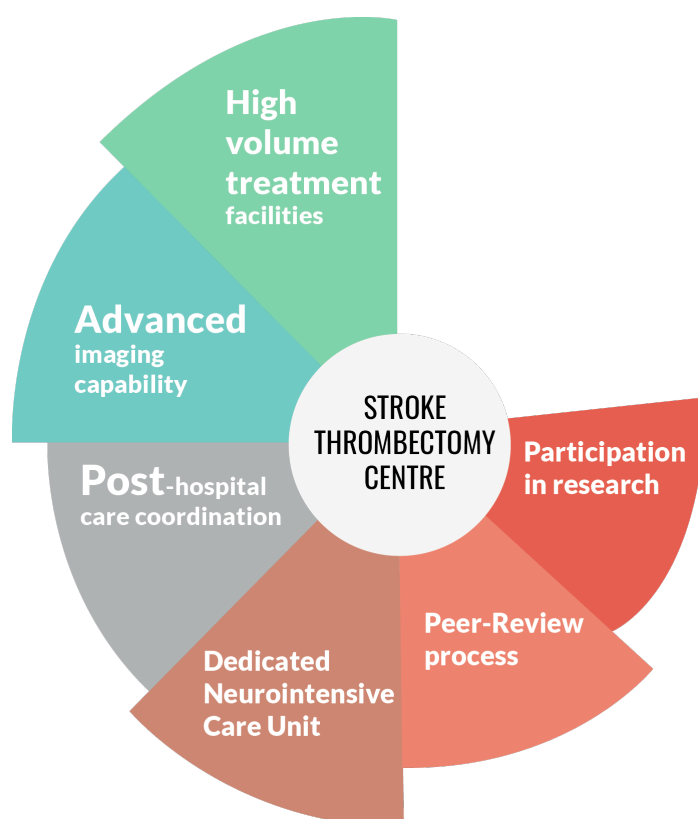 High
volume
treatment
facilities
Advanced
imaging
capability
STROKE
THROMBECTOMY
CENTRE
Participation
in research
Post-hospital
care coordination
Peer-Review
process
Dedicated
Neurointensive
Care Unit